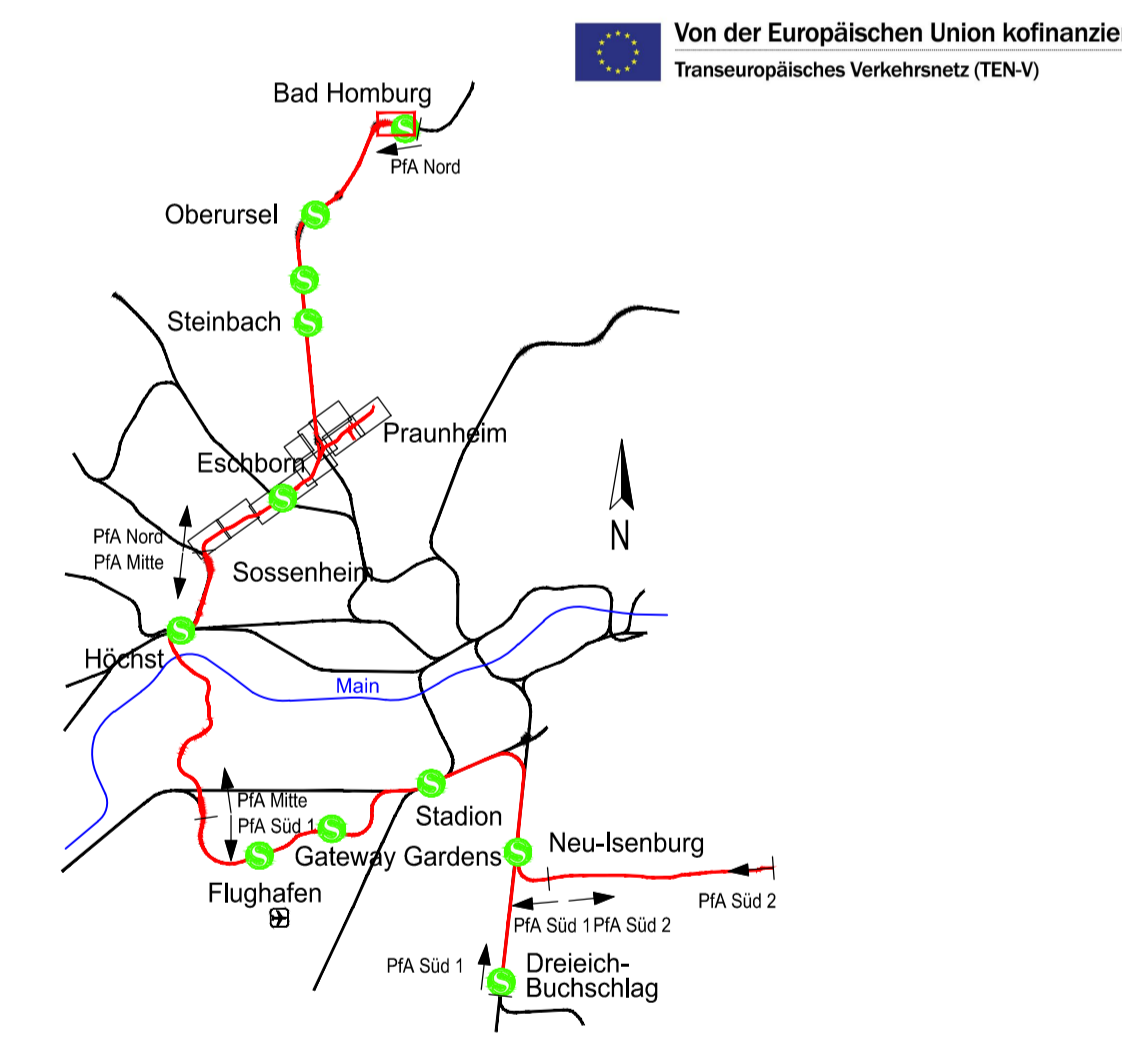 Von der Europäischen Union kofinanzie
Transeuropäisches Verkehrsnetz (TEN-V)
Bad Homburg
PfA Nord
Oberursel
Steinbach
Praunheim
Eschborn
PfA Nord
PfA Mitte
Sossenheim
N
Höchst
Main
PfA Mitte
PfA Süd 1
Stadion
Gateway Gardens
Neu-Isenburg
Flughafen
PfA Süd 2
PfA Süd 1 PfA Süd 2
PfA Süd 1
Dreieich-
Buchschlag